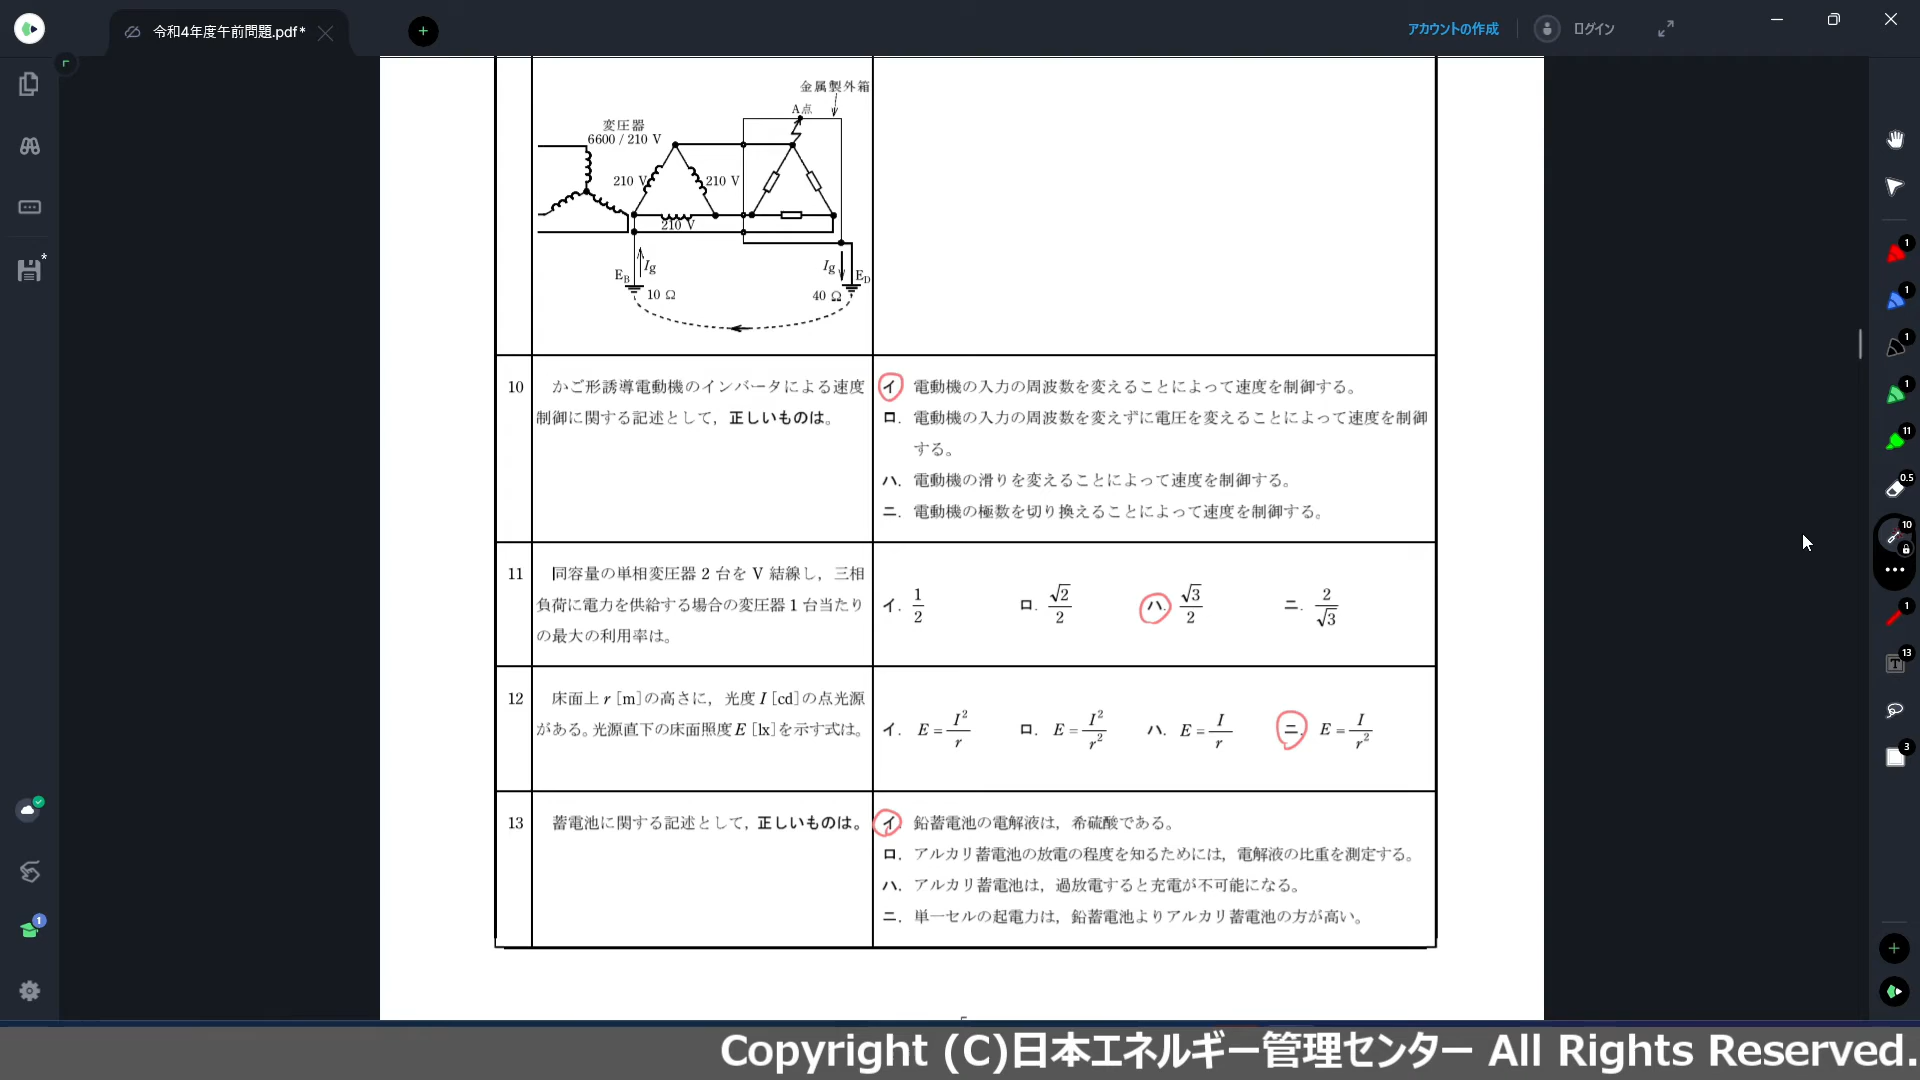 令和4年度午前問題.pdf*
アカウントの作成
ログイン
金属製外箱
A点
変圧器
6600 / 210 V
210 V
210 V
210 V
Ig
Ig
EB
ED
10 Ω
40 Ω
10
かご形誘導電動機のインバータによる速度
制御に関する記述として，正しいものは。
イ．電動機の入力の周波数を変えることによって速度を制御する。
ロ．電動機の入力の周波数を変えずに電圧を変えることによって速度を制御
する。
ハ．電動機の滑りを変えることによって速度を制御する。
ニ．電動機の極数を切り換えることによって速度を制御する。
11
同容量の単相変圧器 2 台を V 結線し，三相
負荷に電力を供給する場合の変圧器 1 台当たり
の最大の利用率は。
イ．1/2 ロ．√2/2 ハ．√3/2 ニ．2/√3
12
床面上 r [m]の高さに，光度 I [cd]の点光源
がある。光源直下の床面照度 E [lx]を示す式は。
イ．E = I²/r ロ．E = I²/r² ハ．E = I/r ニ．E = I/r²
13
蓄電池に関する記述として，正しいものは。
イ．鉛蓄電池の電解液は，希硫酸である。
ロ．アルカリ蓄電池の放電の程度を知るためには，電解液の比重を測定する。
ハ．アルカリ蓄電池は，過放電すると充電が不可能になる。
ニ．単一セルの起電力は，鉛蓄電池よりアルカリ蓄電池の方が高い。
1
1
1
1
11
0.5
10
1
13
3
1
Copyright (C)日本エネルギー管理センター All Rights Reserved.